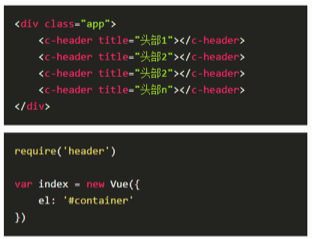 <div class="app">
    <c-header title="头部1"></c-header>
    <c-header title="头部2"></c-header>
    <c-header title="头部2"></c-header>
    <c-header title="头部n"></c-header>
</div>
require('header')
var index = new Vue({
    el: '#container'
})